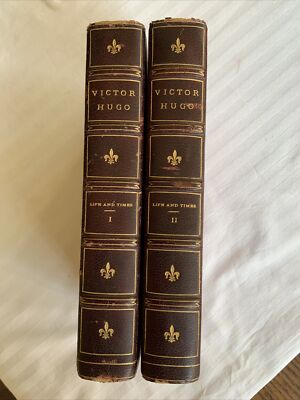 VICTOR
HUGO
LIFE AND TIMES
I
VICTOR
HUGO
LIFE AND TIMES
II